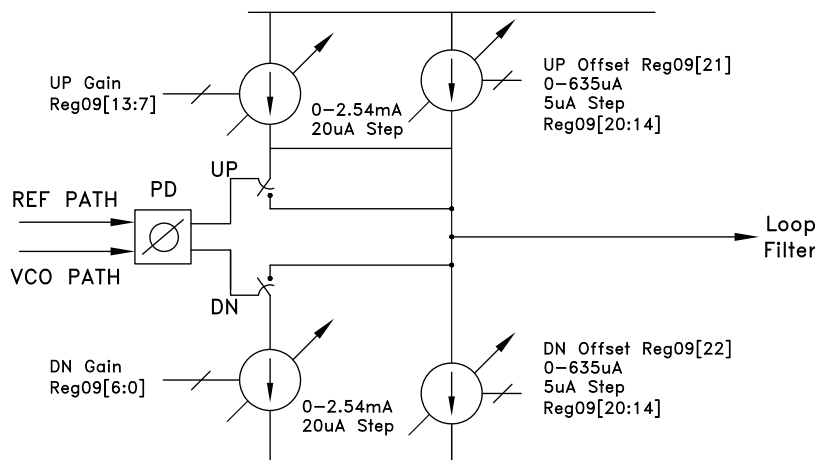 UP Gain
Reg09[13:7]
0-2.54mA
20uA Step
UP Offset Reg09[21]
0-635uA
5uA Step
Reg09[20:14]
UP
PD
REF PATH
VCO PATH
DN
Loop
Filter
DN Gain
Reg09[6:0]
0-2.54mA
20uA Step
DN Offset Reg09[22]
0-635uA
5uA Step
Reg09[20:14]